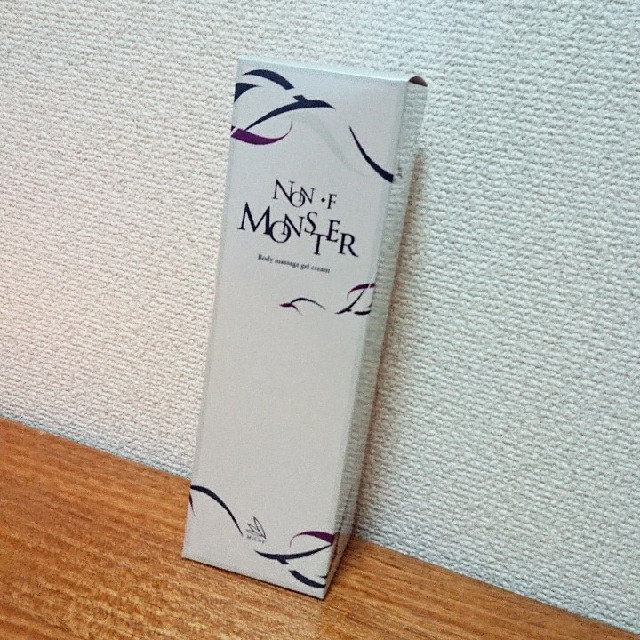 NON・F
MONSTER
Body massage gel cream